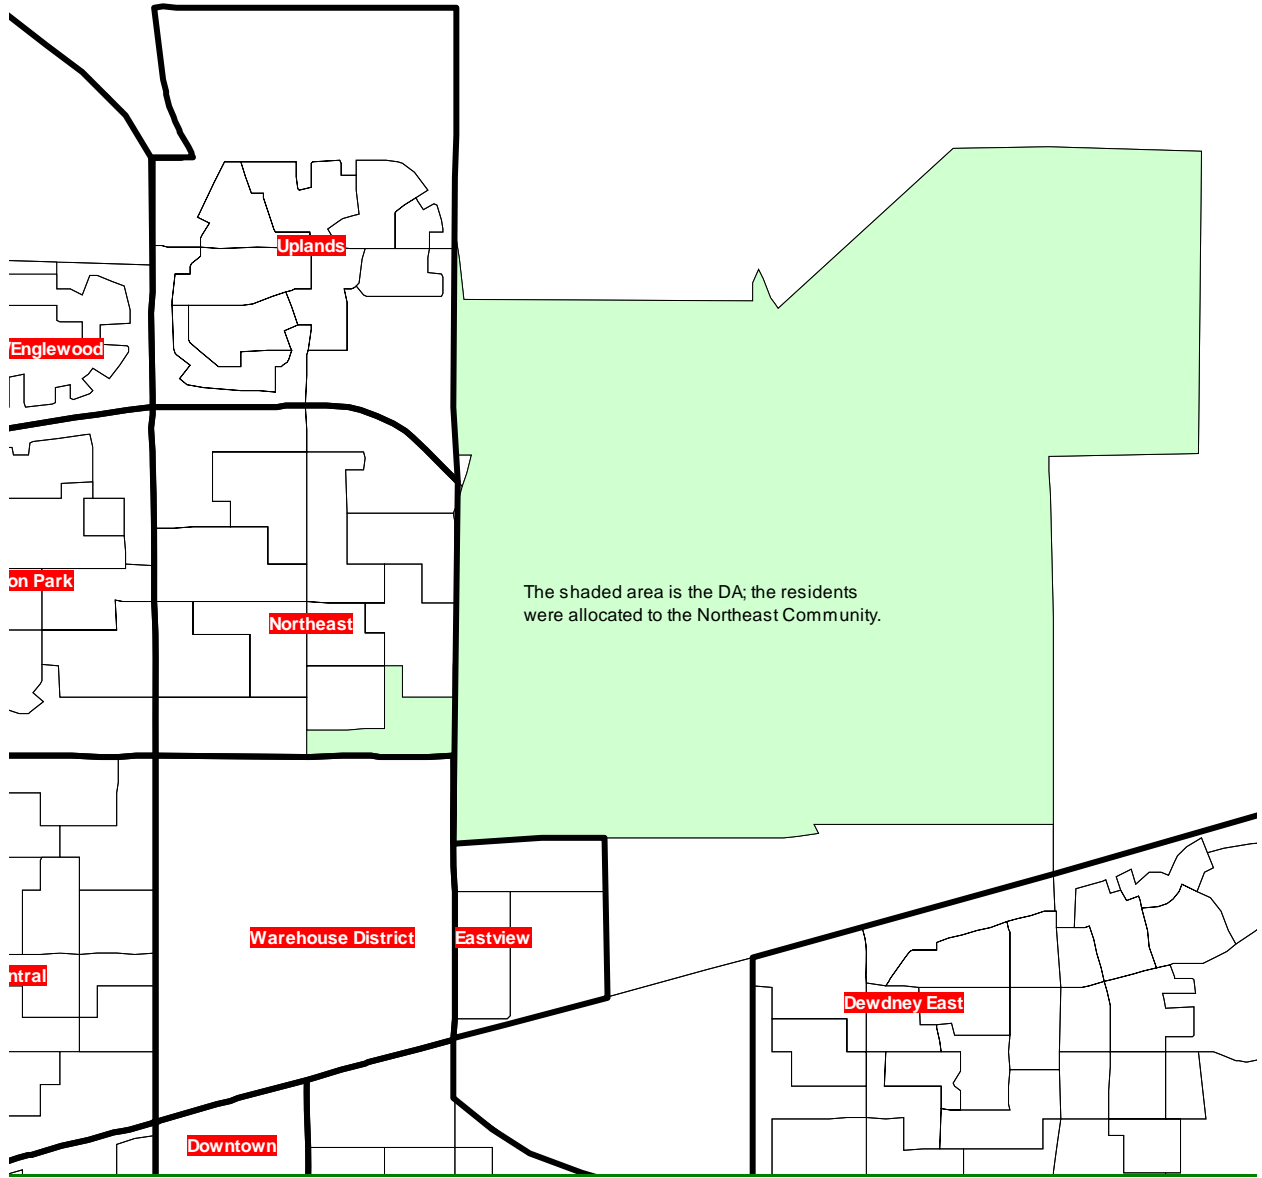 Uplands
/Englewood
The shaded area is the DA; the residents
were allocated to the Northeast Community.
on Park
Northeast
Warehouse District
Eastview
ntral
Dewdney East
Downtown